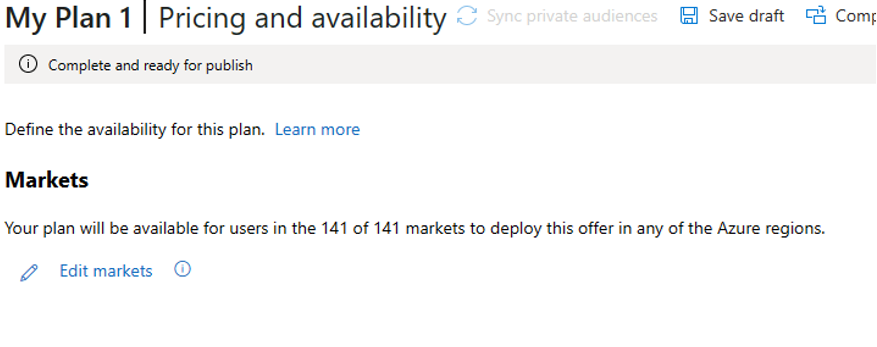 My Plan 1 | Pricing and availability Sync private audiences Save draft
Complete and ready for publish
Define the availability for this plan. Learn more
Markets
Your plan will be available for users in the 141 of 141 markets to deploy this offer in any of the Azure regions.
Edit markets